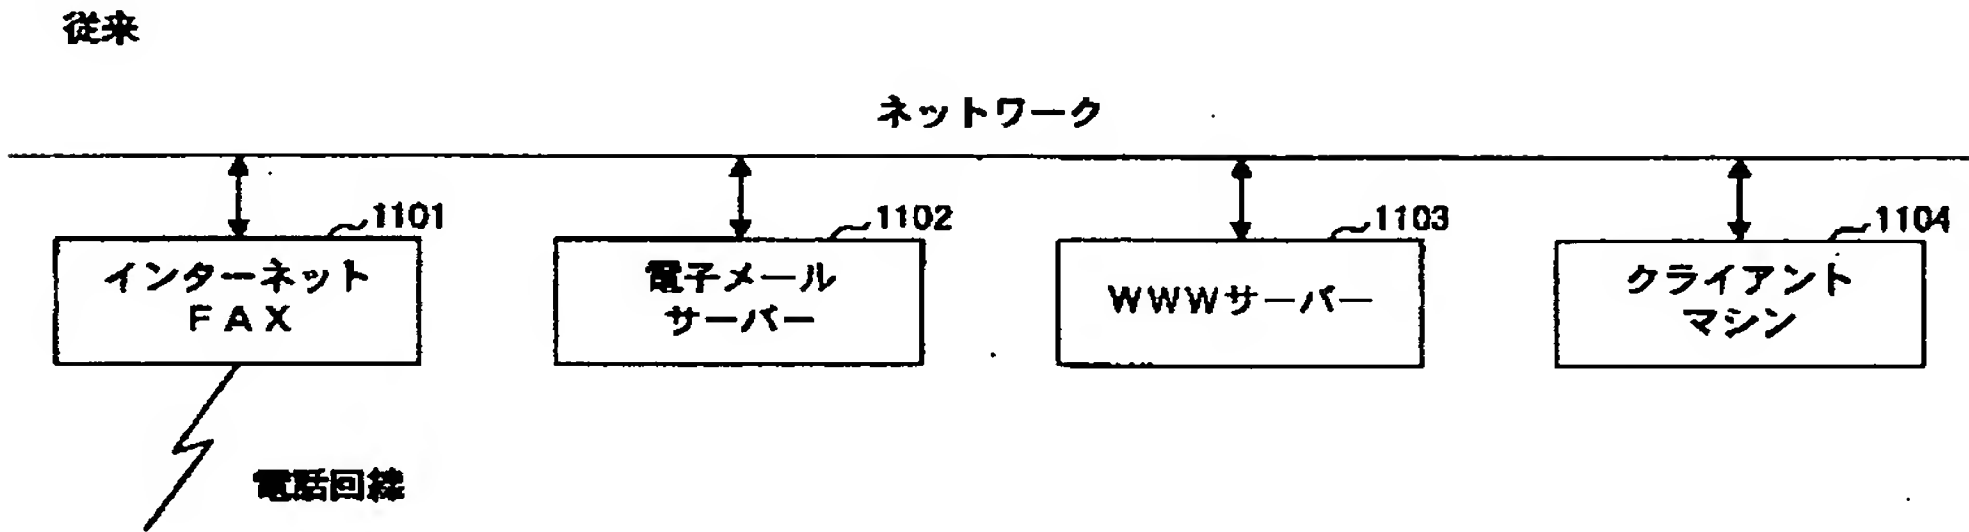 従来
ネットワーク
1101
1102
1103
1104
インターネット
FAX
電子メール
サーバー
WWWサーバー
クライアント
マシン
電話回線